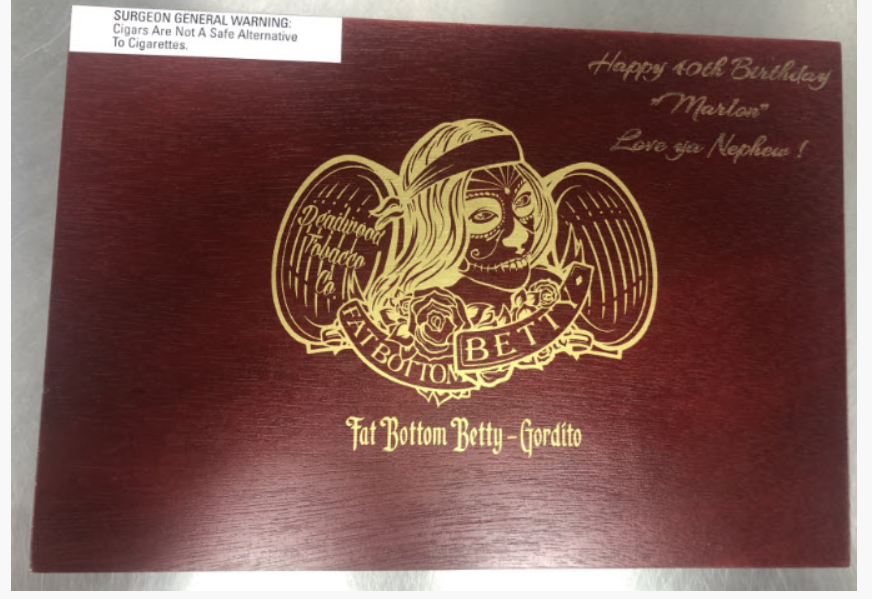 SURGEON GENERAL WARNING:
Cigars Are Not A Safe Alternative
To Cigarettes.
Happy 40th Birthday
"Marlon"
Love ya Nephew !
Deadwood
Tobacco
Co.
FAT BOTTOM
BETTY
Fat Bottom Betty - Gordito